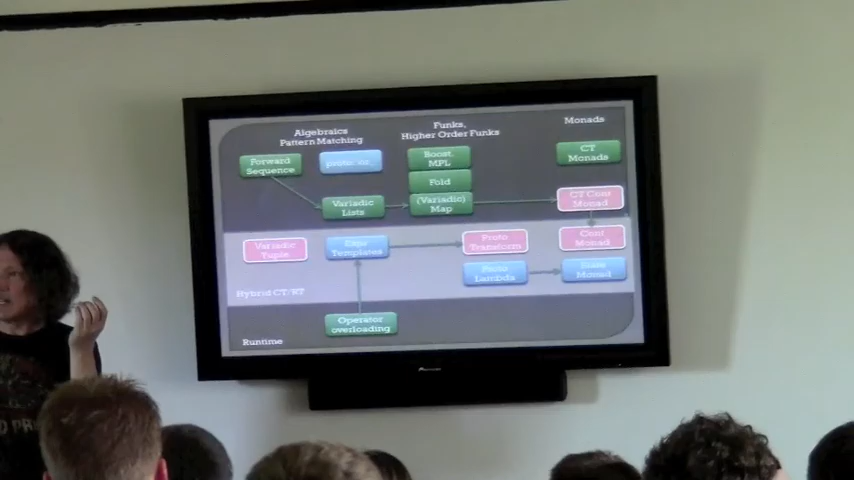 Algebraics
Pattern Matching
Funks,
Higher Order Funks
Monads
Forward
Sequence
Boost.
MPL
CT
Monads
Fold
Variadic
Lists
(Variadic)
Map
CT Cont
Monad
Variadic
Tuple
Expr
Templates
Proto
Transform
Cont
Monad
Proto
Lambda
State
Monad
Hybrid CT/RT
Operator
overloading
Runtime